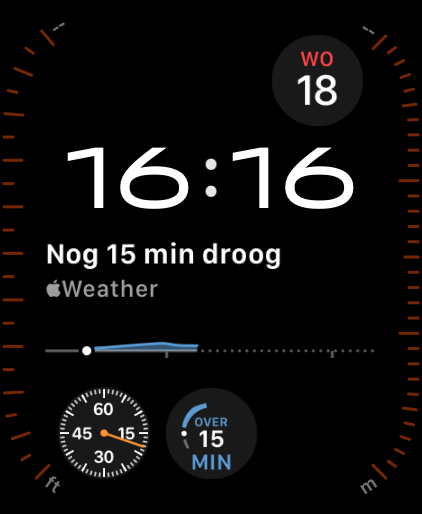 --
--
WO
18
16:16
Nog 15 min droog
Weather
60
45 15
30
OVER
15
MIN
ft
m